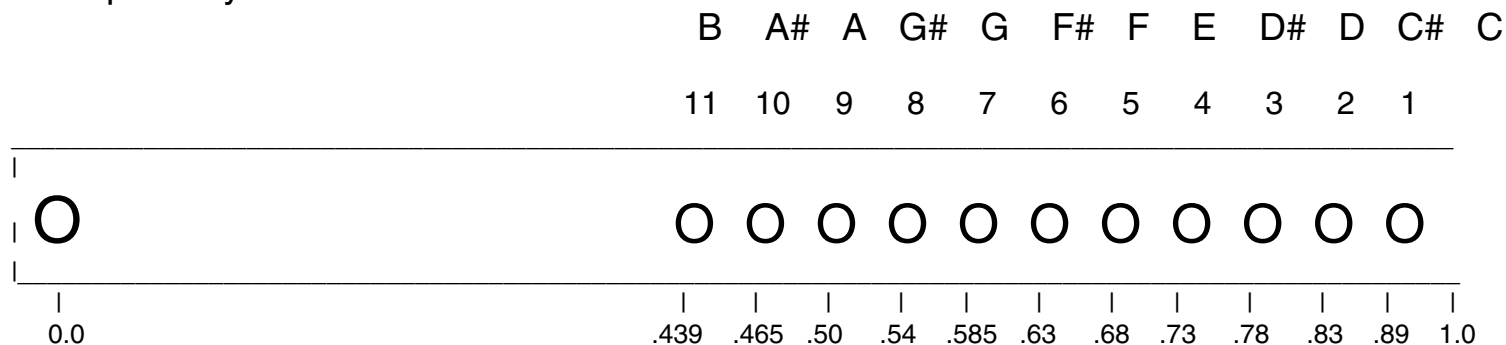 B A# A G# G F# F E D# D C# C
11 10 9 8 7 6 5 4 3 2 1
O O O O O O O O O O O O
0.0 .439 .465 .50 .54 .585 .63 .68 .73 .78 .83 .89 1.0